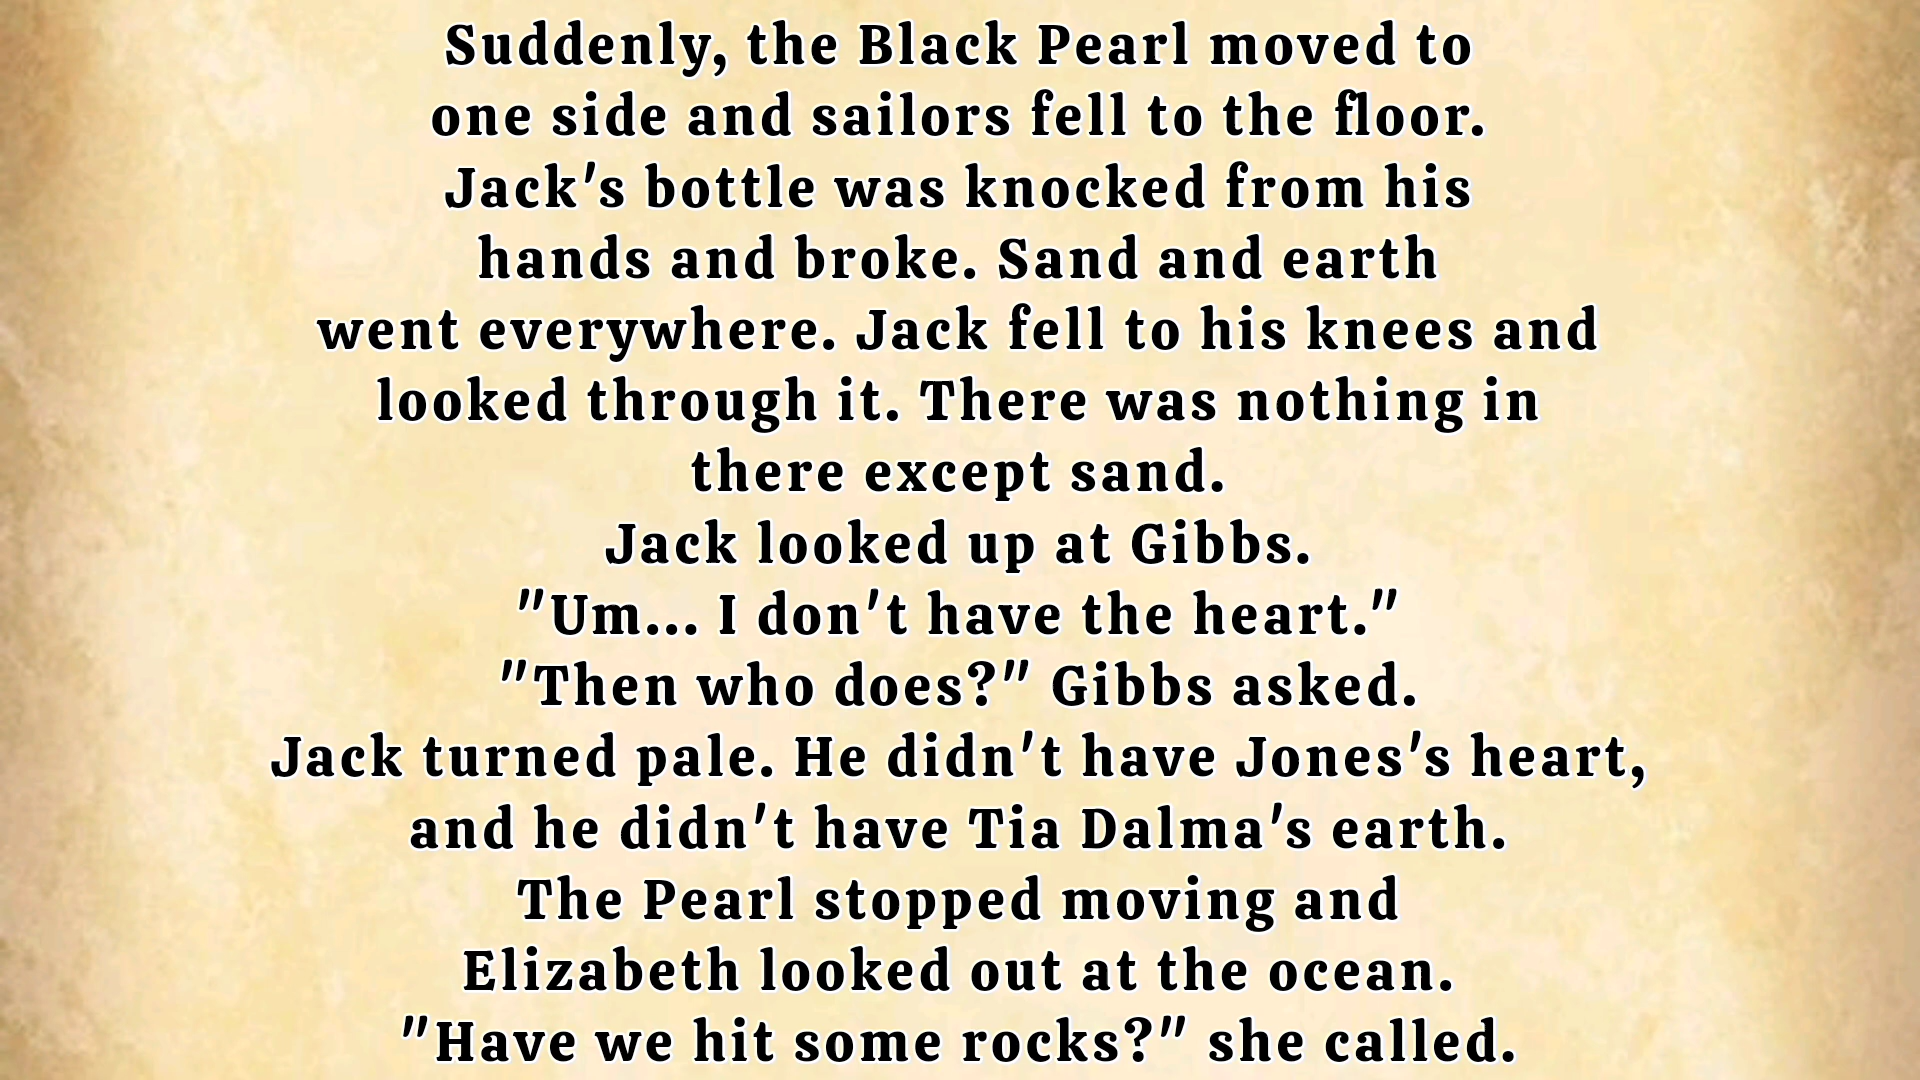 Suddenly, the Black Pearl moved to
one side and sailors fell to the floor.
Jack's bottle was knocked from his
hands and broke. Sand and earth
went everywhere. Jack fell to his knees and
looked through it. There was nothing in
there except sand.
Jack looked up at Gibbs.
"Um... I don't have the heart."
"Then who does?" Gibbs asked.
Jack turned pale. He didn't have Jones's heart,
and he didn't have Tia Dalma's earth.
The Pearl stopped moving and
Elizabeth looked out at the ocean.
"Have we hit some rocks?" she called.